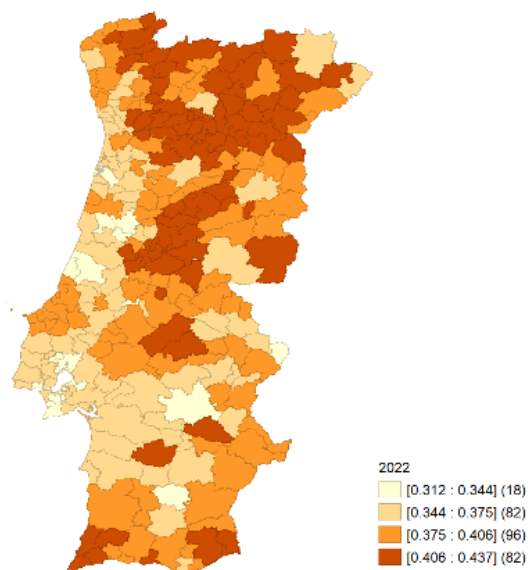 2022
[0.312 : 0.344] (18)
[0.344 : 0.375] (82)
[0.375 : 0.406] (96)
[0.406 : 0.437] (82)